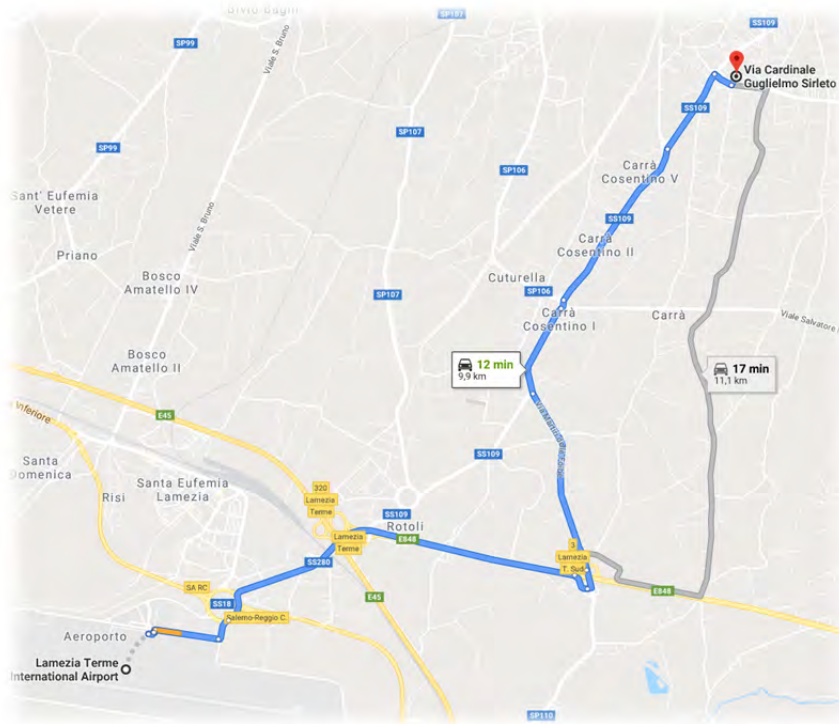 SP107
SS109
SP99
Viale S. Bruno
Via Cardinale
Guglielmo Sirleto
SS109
SP107
SP99
SP106
Carrà
Cosentino V
Sant' Eufemia
Vetere
Viale S. Bruno
SS109
Priano
Carrà
Cosentino II
Bosco
Amatello IV
Cuturella
SP106
SP107
Carrà
Cosentino I
Carrà
Viale Salvatore
Bosco
Amatello II
12 min
9,9 km
17 min
11,1 km
E45
Inferiore
SS109
Santa
Domenica
Risi
Santa Eufemia
Lamezia
320
Lamezia
Terme
SS109
Rotoli
Lamezia
Terme
E848
3
Lamezia
T. Sud
SS280
SA RC
E848
SS18
E45
Salerno-Reggio C.
Aeroporto
Lamezia Terme
International Airport
SP110